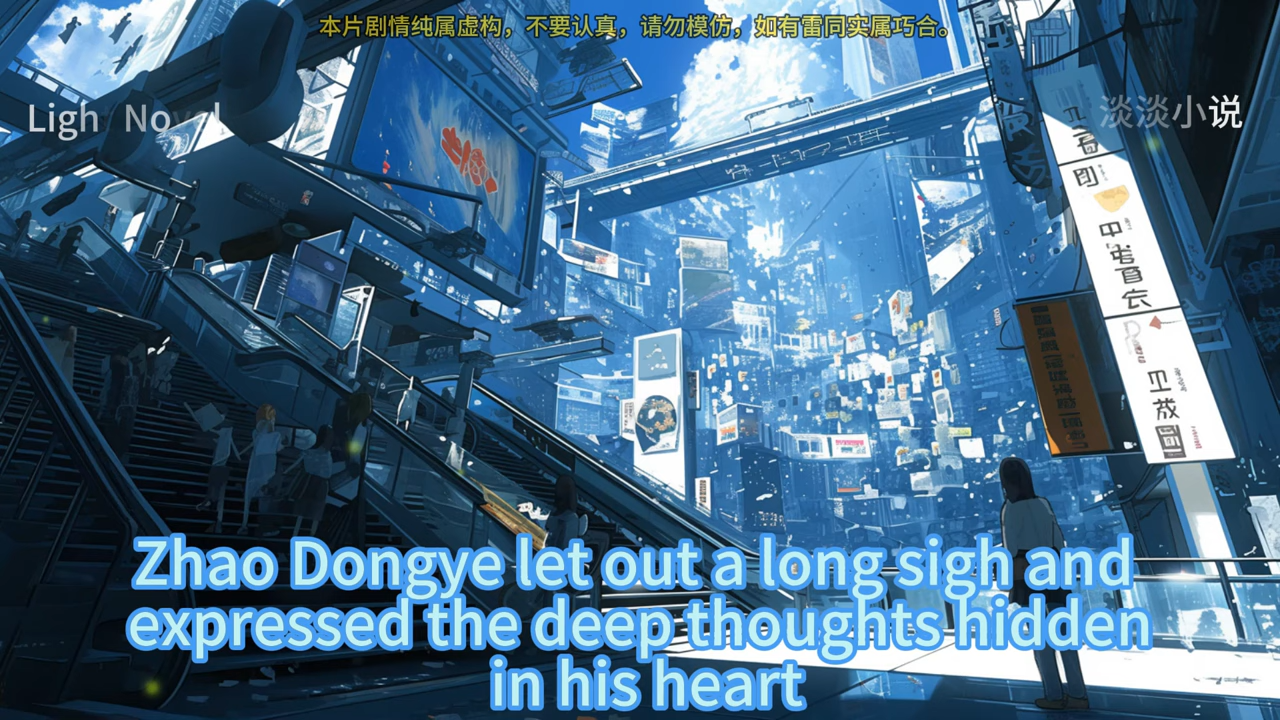 本片剧情纯属虚构，不要认真，请勿模仿，如有雷同实属巧合。
Ligh Novel
淡淡小说
Zhao Dongye let out a long sigh and
expressed the deep thoughts hidden
in his heart